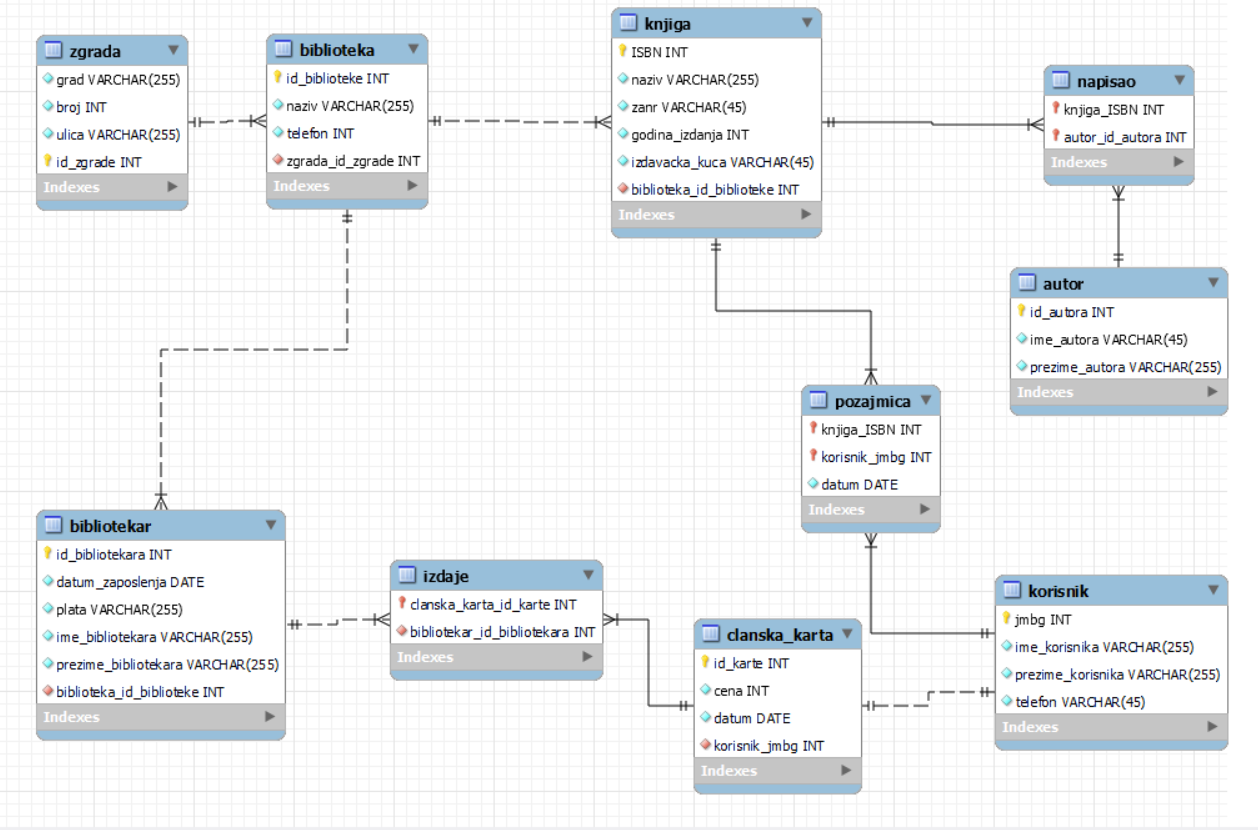 zgrada
grad VARCHAR(255)
broj INT
ulica VARCHAR(255)
id_zgrade INT
Indexes
biblioteka
id_biblioteke INT
naziv VARCHAR(255)
telefon INT
zgrada_id_zgrade INT
Indexes
knjiga
ISBN INT
naziv VARCHAR(255)
zanr VARCHAR(45)
godina_izdanja INT
izdavacka_kuca VARCHAR(45)
biblioteka_id_biblioteke INT
Indexes
napisao
knjiga_ISBN INT
autor_id_autora INT
Indexes
autor
id_autora INT
ime_autora VARCHAR(45)
prezime_autora VARCHAR(255)
Indexes
pozajmica
knjiga_ISBN INT
korisnik_jmbg INT
datum DATE
Indexes
bibliotekar
id_bibliotekara INT
datum_zaposlenja DATE
plata VARCHAR(255)
ime_bibliotekara VARCHAR(255)
prezime_bibliotekara VARCHAR(255)
biblioteka_id_biblioteke INT
Indexes
izdaje
clanska_karta_id_karte INT
bibliotekar_id_bibliotekara INT
Indexes
clanska_karta
id_karte INT
cena INT
datum DATE
korisnik_jmbg INT
Indexes
korisnik
jmbg INT
ime_korisnika VARCHAR(255)
prezime_korisnika VARCHAR(255)
telefon VARCHAR(45)
Indexes